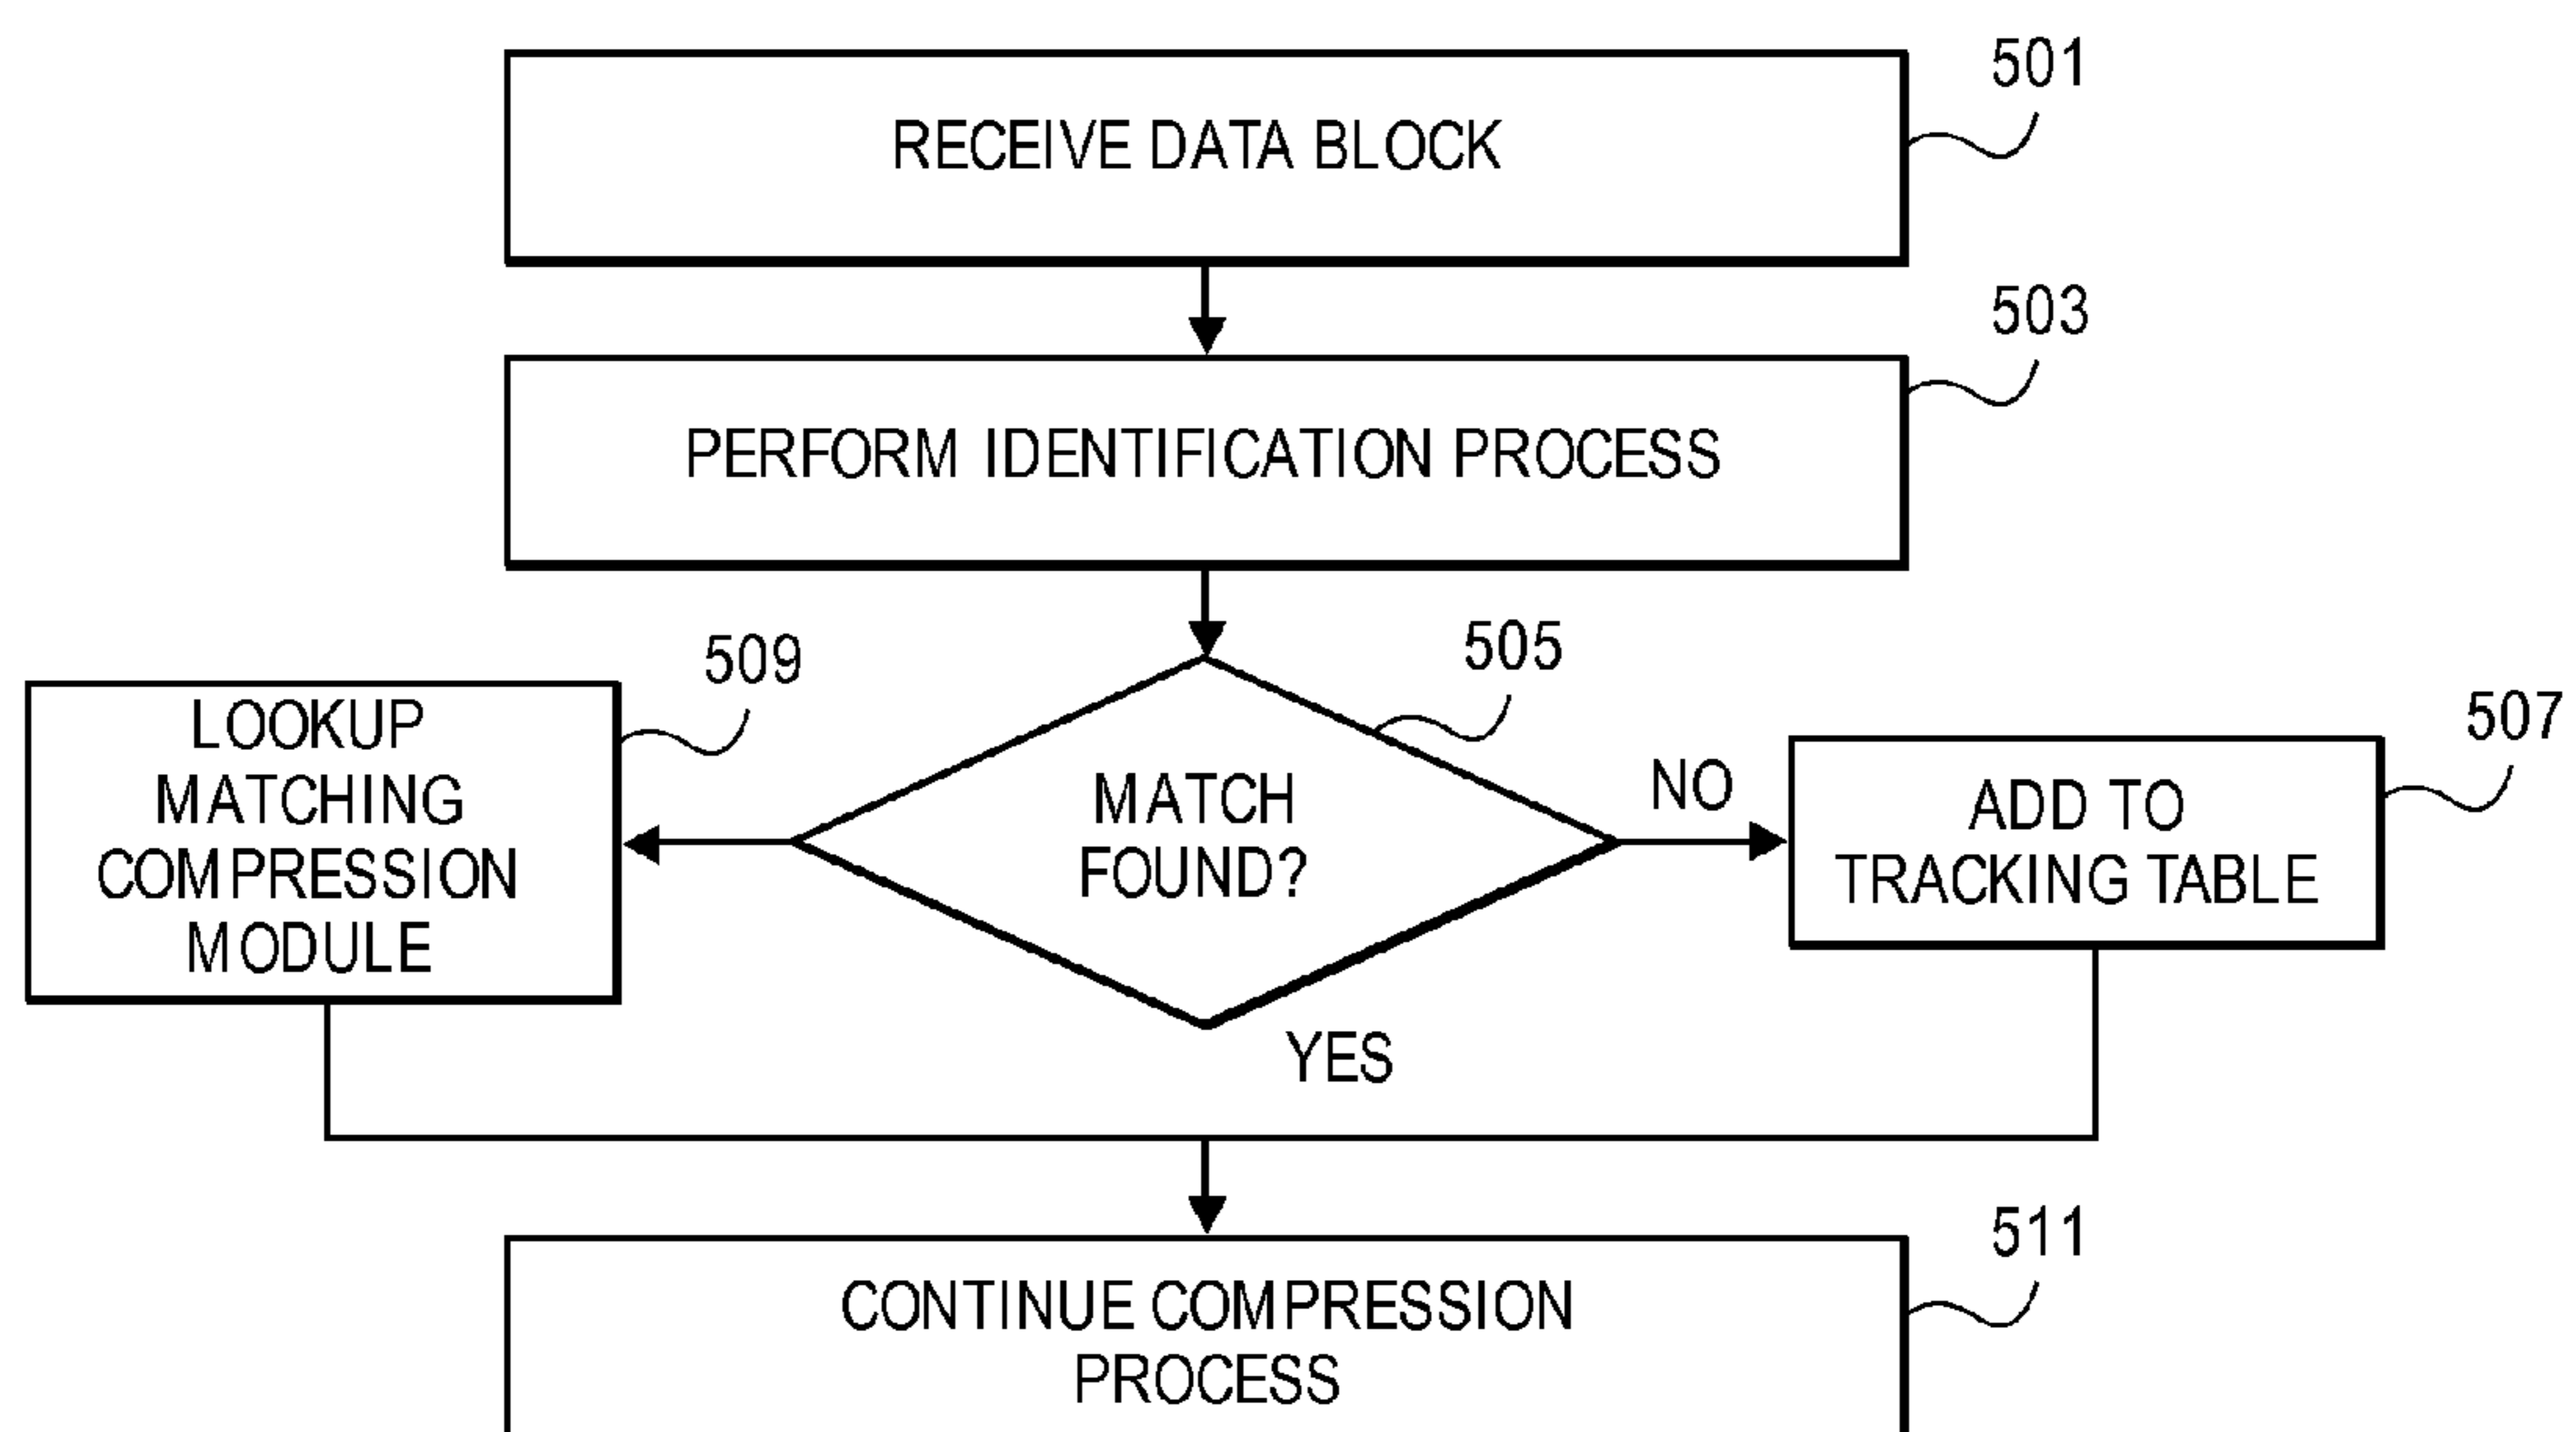 501
RECEIVE DATA BLOCK
503
PERFORM IDENTIFICATION PROCESS
509
LOOKUP
MATCHING
COMPRESSION
MODULE
505
MATCH
FOUND?
NO
507
ADD TO
TRACKING TABLE
YES
511
CONTINUE COMPRESSION
PROCESS